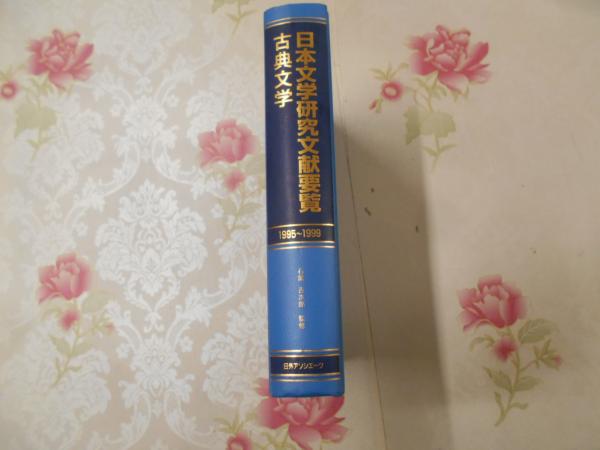 日本文学研究文献要覧
古典文学
1995~1999
監修
日外アソシエーツ